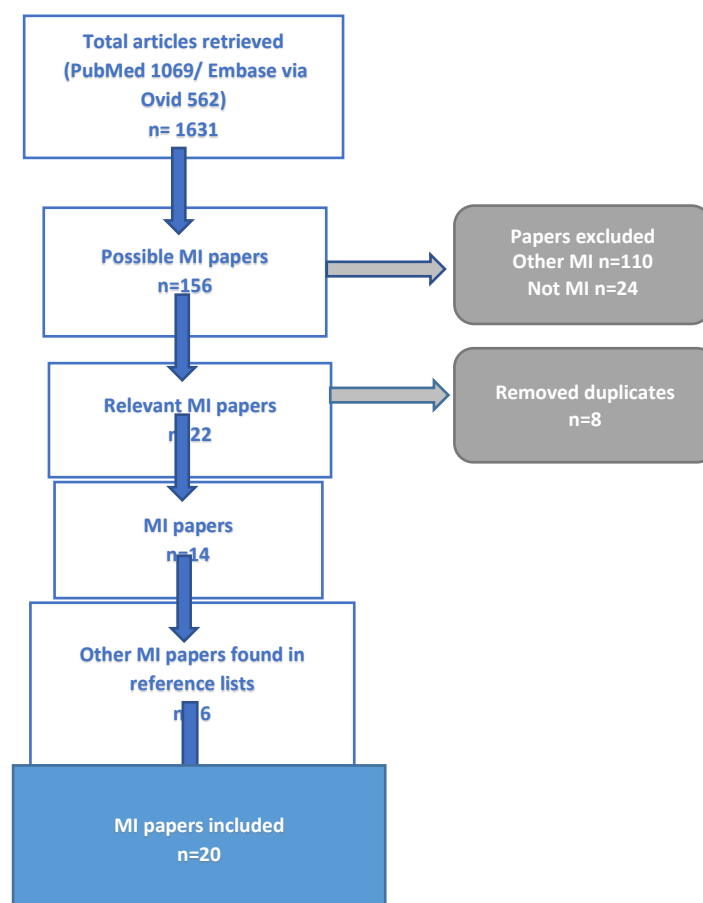 Total articles retrieved
(PubMed 1069/ Embase via
Ovid 562)
n= 1631
Possible MI papers
n=156
Papers excluded
Other MI n=110
Not MI n=24
Relevant MI papers
n=22
Removed duplicates
n=8
MI papers
n=14
Other MI papers found in
reference lists
n=6
MI papers included
n=20